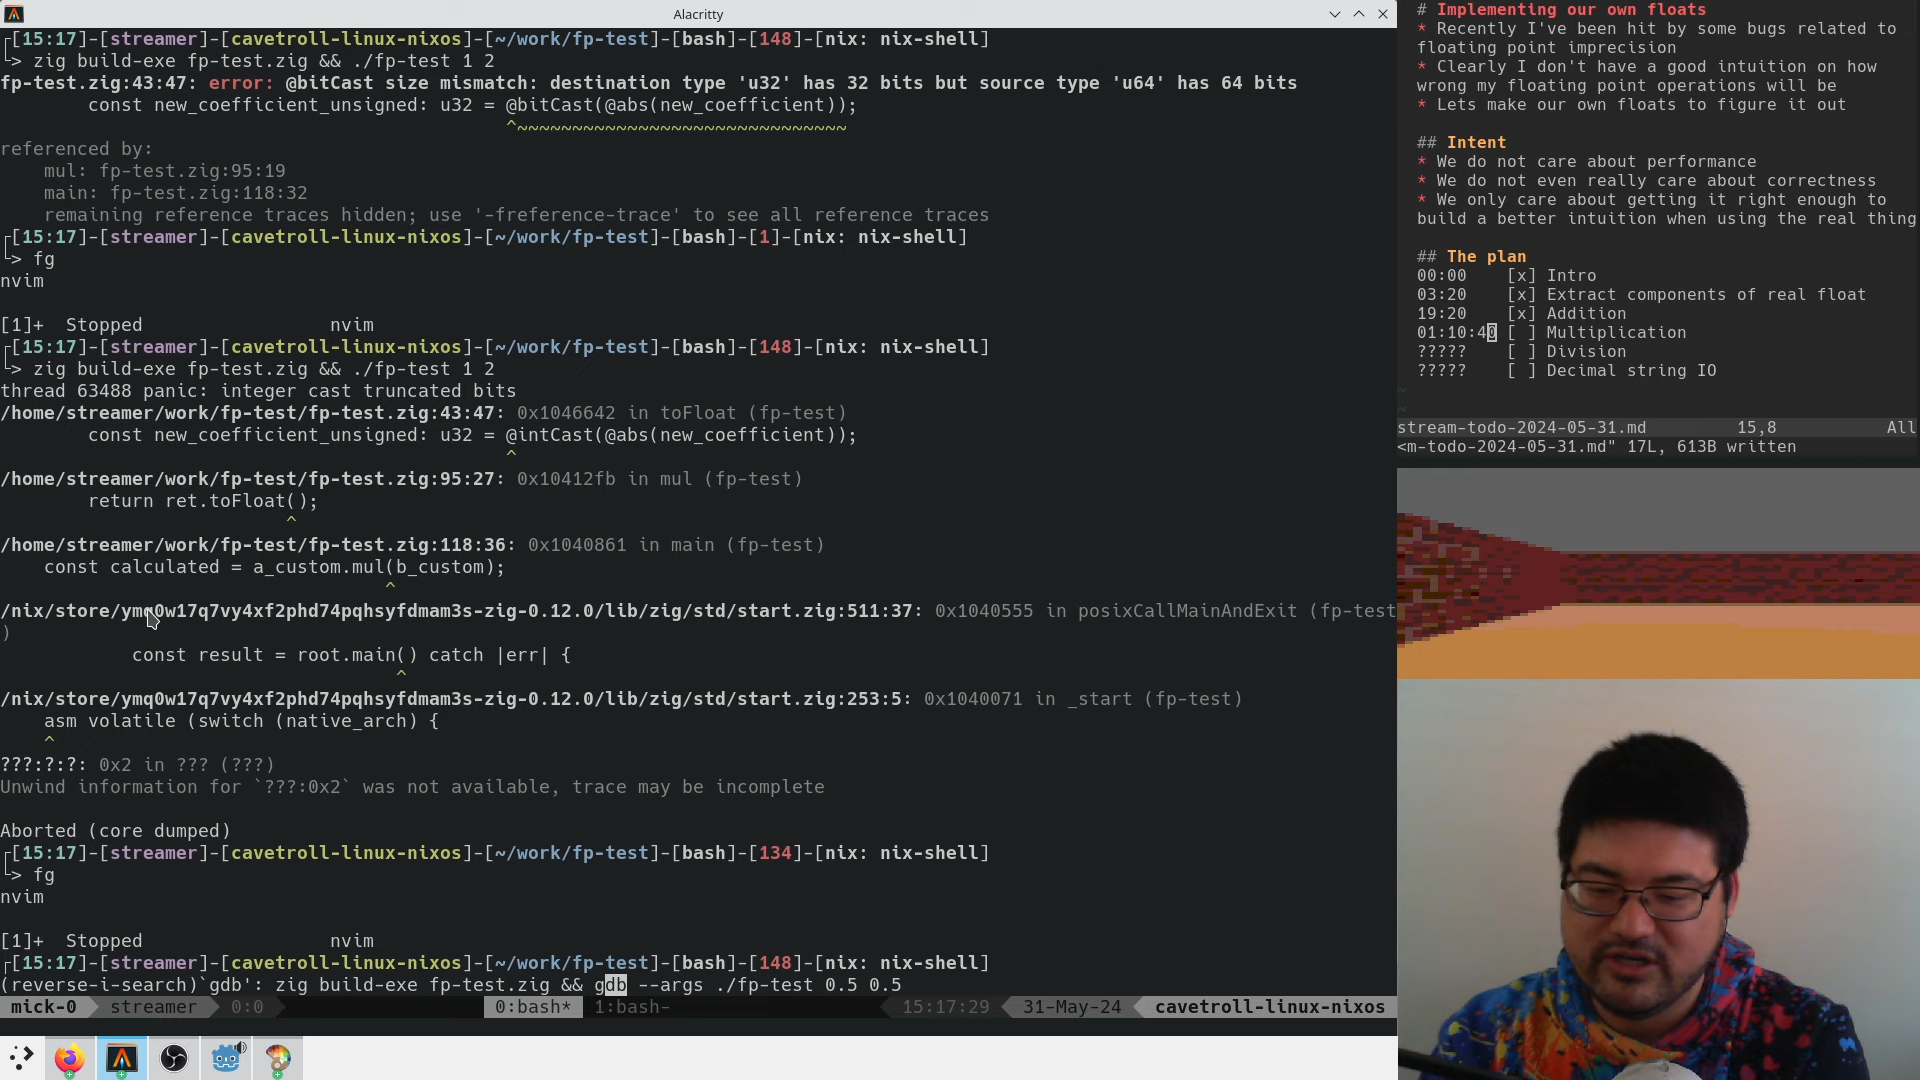 Alacritty
┌[15:17]-[streamer]-[cavetroll-linux-nixos]-[~/work/fp-test]-[bash]-[148]-[nix: nix-shell]
└> zig build-exe fp-test.zig && ./fp-test 1 2
fp-test.zig:43:47: error: @bitCast size mismatch: destination type 'u32' has 32 bits but source type 'u64' has 64 bits
        const new_coefficient_unsigned: u32 = @bitCast(@abs(new_coefficient));
                                              ^~~~~~~~~~~~~~~~~~~~~~~~~~~~~~~
referenced by:
    mul: fp-test.zig:95:19
    main: fp-test.zig:118:32
    remaining reference traces hidden; use '-freference-trace' to see all reference traces
┌[15:17]-[streamer]-[cavetroll-linux-nixos]-[~/work/fp-test]-[bash]-[1]-[nix: nix-shell]
└> fg
nvim
[1]+  Stopped                 nvim
┌[15:17]-[streamer]-[cavetroll-linux-nixos]-[~/work/fp-test]-[bash]-[148]-[nix: nix-shell]
└> zig build-exe fp-test.zig && ./fp-test 1 2
thread 63488 panic: integer cast truncated bits
/home/streamer/work/fp-test/fp-test.zig:43:47: 0x1046642 in toFloat (fp-test)
        const new_coefficient_unsigned: u32 = @intCast(@abs(new_coefficient));
                                              ^
/home/streamer/work/fp-test/fp-test.zig:95:27: 0x10412fb in mul (fp-test)
        return ret.toFloat();
                          ^
/home/streamer/work/fp-test/fp-test.zig:118:36: 0x1040861 in main (fp-test)
    const calculated = a_custom.mul(b_custom);
                                   ^
/nix/store/ymq0w17q7vy4xf2phd74pqhsyfdmam3s-zig-0.12.0/lib/zig/std/start.zig:511:37: 0x1040555 in posixCallMainAndExit (fp-test
)
            const result = root.main() catch |err| {
                                    ^
/nix/store/ymq0w17q7vy4xf2phd74pqhsyfdmam3s-zig-0.12.0/lib/zig/std/start.zig:253:5: 0x1040071 in _start (fp-test)
    asm volatile (switch (native_arch) {
    ^
???:?:?: 0x2 in ??? (???)
Unwind information for `???:0x2` was not available, trace may be incomplete
Aborted (core dumped)
┌[15:17]-[streamer]-[cavetroll-linux-nixos]-[~/work/fp-test]-[bash]-[134]-[nix: nix-shell]
└> fg
nvim
[1]+  Stopped                 nvim
┌[15:17]-[streamer]-[cavetroll-linux-nixos]-[~/work/fp-test]-[bash]-[148]-[nix: nix-shell]
(reverse-i-search)`gdb': zig build-exe fp-test.zig && gdb --args ./fp-test 0.5 0.5
mick-0 streamer 0:0 0:bash* 1:bash- 15:17:29 31-May-24 cavetroll-linux-nixos
# Implementing our own floats
* Recently I've been hit by some bugs related to
floating point imprecision
* Clearly I don't have a good intuition on how
wrong my floating point operations will be
* Lets make our own floats to figure it out
## Intent
* We do not care about performance
* We do not even really care about correctness
* We only care about getting it right enough to
build a better intuition when using the real thing
## The plan
00:00    [x] Intro
03:20    [x] Extract components of real float
19:20    [x] Addition
01:10:40 [ ] Multiplication
?????    [ ] Division
?????    [ ] Decimal string IO
~
~
stream-todo-2024-05-31.md 15,8 All
<m-todo-2024-05-31.md" 17L, 613B written